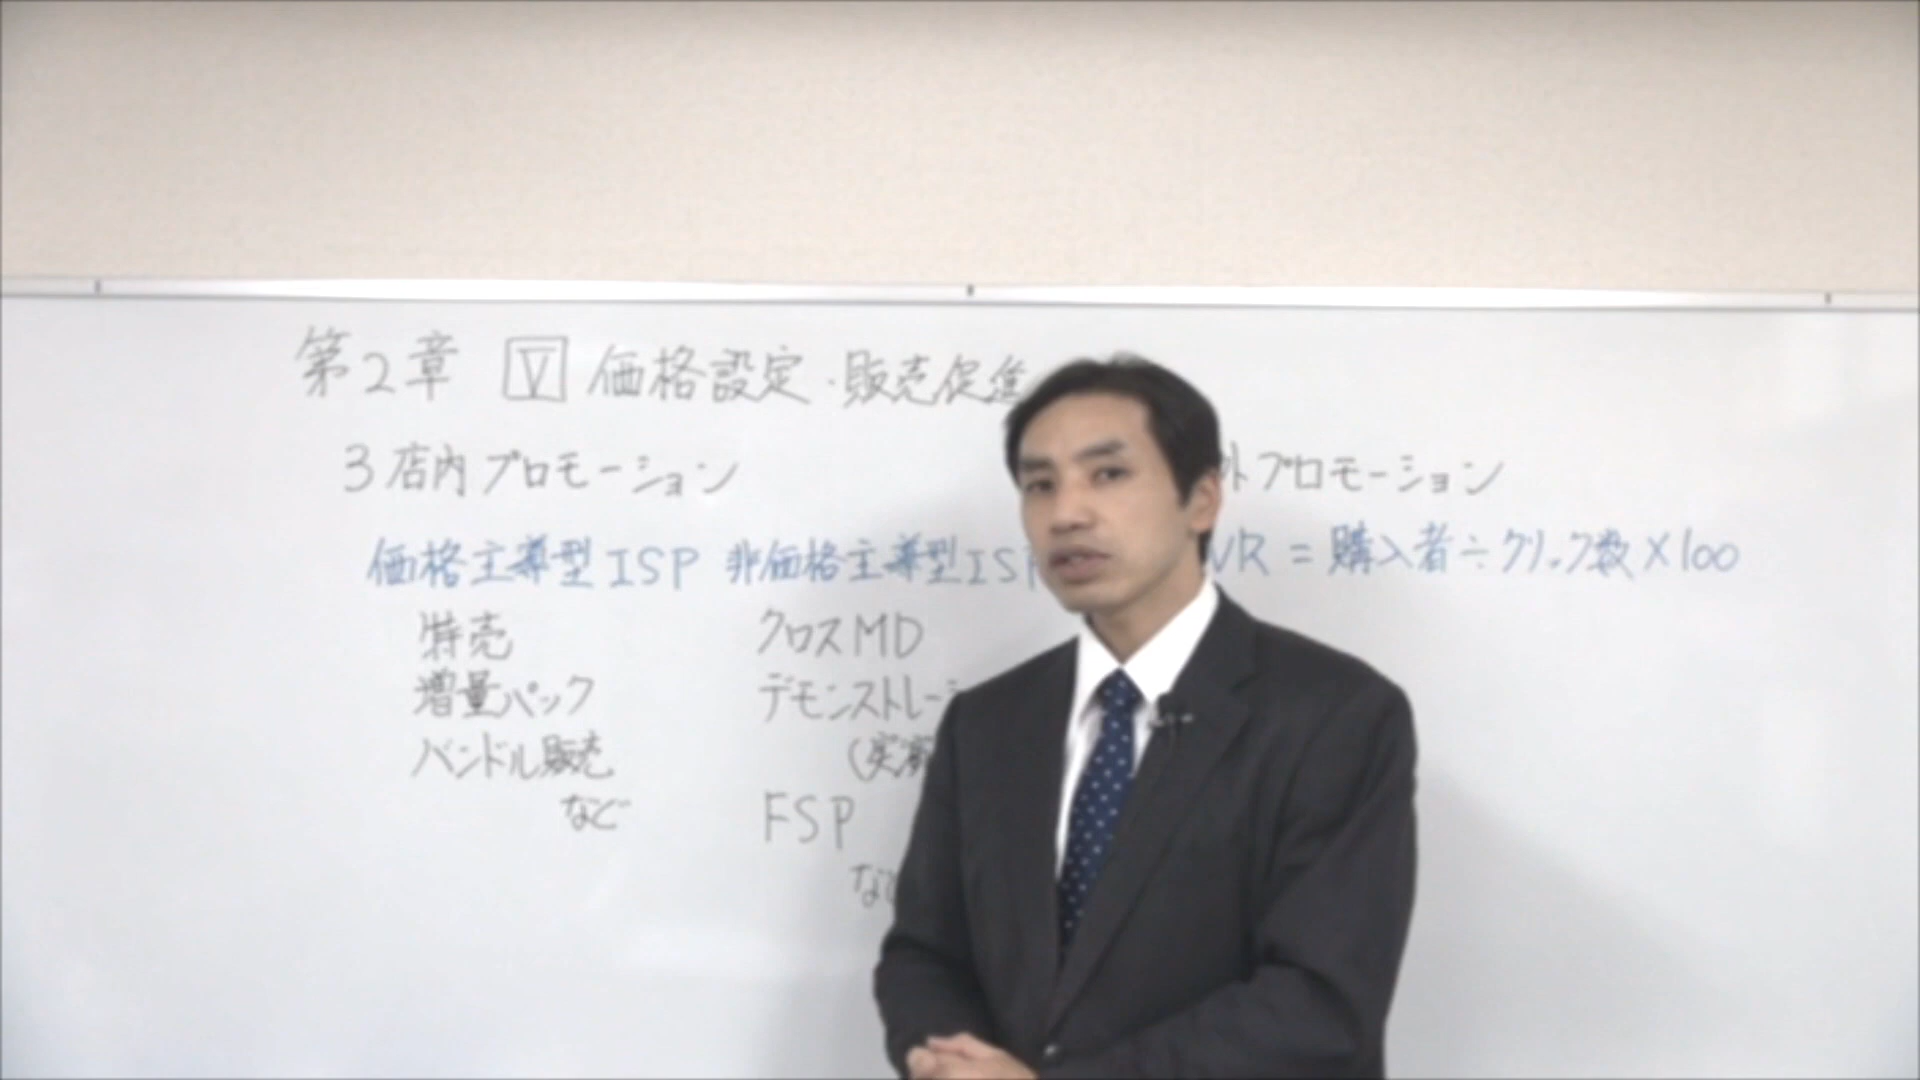 第2章 Ⅴ 価格設定・販売促進
3 店内プロモーション
価格主導型ISP
特売
増量パック
バンドル販売
など
非価格主導型IS
クロスMD
デモンストレー
(実
FSP
な
外プロモーション
VR = 購入者÷クリック数×100